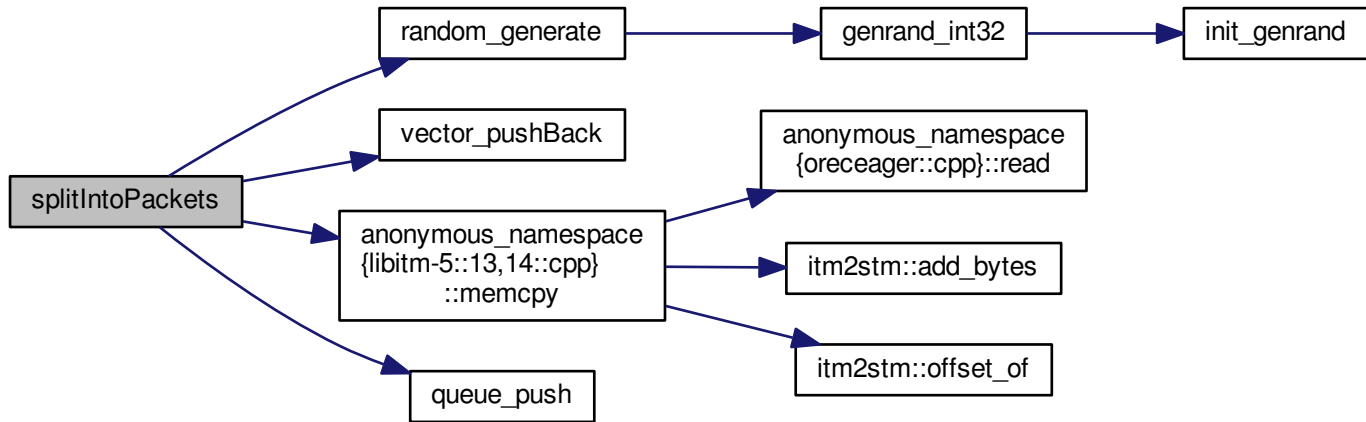 random_generate
genrand_int32
init_genrand
vector_pushBack
anonymous_namespace
{oreceager::cpp}::read
splitIntoPackets
anonymous_namespace
{libitm-5::13,14::cpp}
::memcpy
itm2stm::add_bytes
itm2stm::offset_of
queue_push